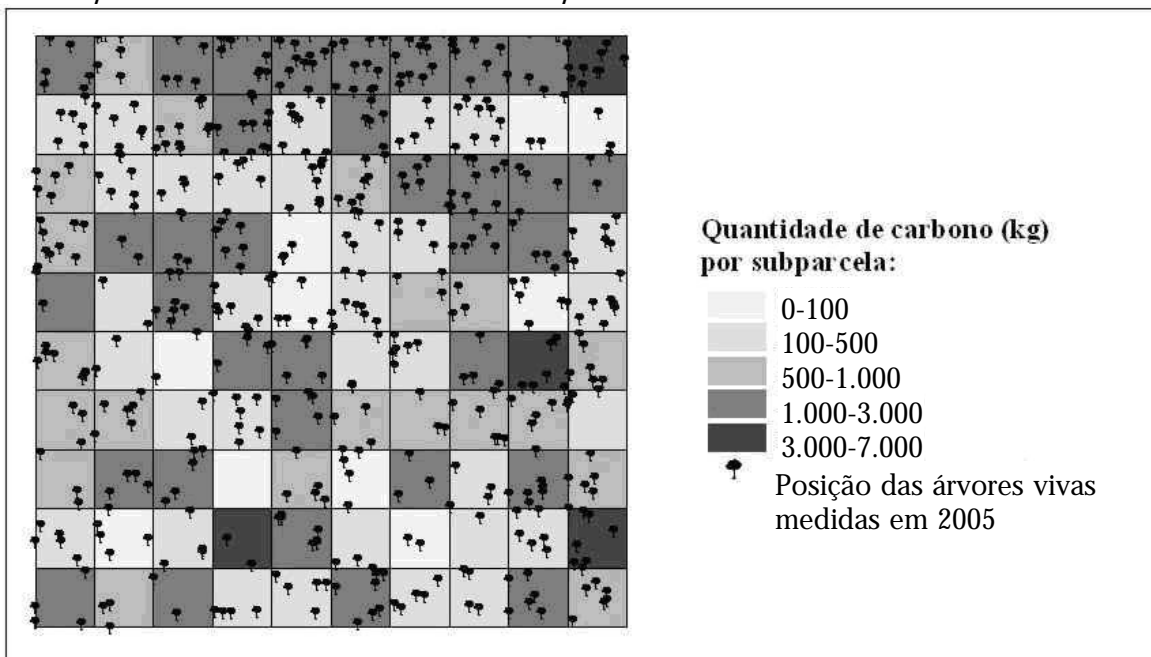 Quantidade de carbono (kg)
por subparcela:
0-100
100-500
500-1.000
1.000-3.000
3.000-7.000
Posição das árvores vivas
medidas em 2005